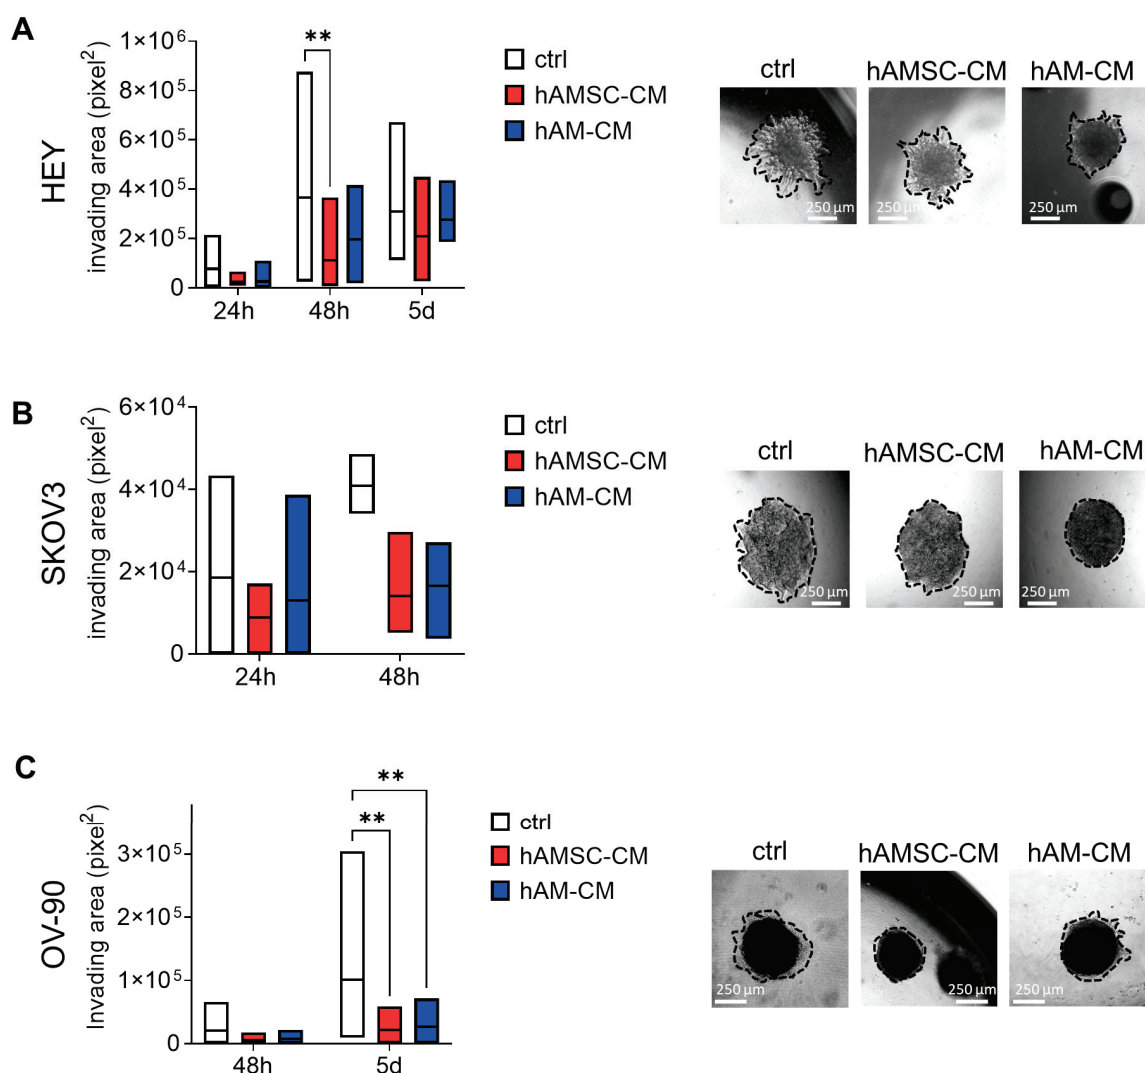 A
HEY
invading area (pixel²)
1×10⁶
8×10⁵
6×10⁵
4×10⁵
2×10⁵
0
24h
48h
5d
**
ctrl
hAMSC-CM
hAM-CM
ctrl
hAMSC-CM
hAM-CM
250 µm
250 µm
250 µm
B
SKOV3
invading area (pixel²)
6×10⁴
4×10⁴
2×10⁴
0
24h
48h
ctrl
hAMSC-CM
hAM-CM
ctrl
hAMSC-CM
hAM-CM
250 µm
250 µm
250 µm
C
OV-90
Invading area (pixel²)
3×10⁵
2×10⁵
1×10⁵
0
48h
5d
**
**
ctrl
hAMSC-CM
hAM-CM
ctrl
hAMSC-CM
hAM-CM
250 µm
250 µm
250 µm